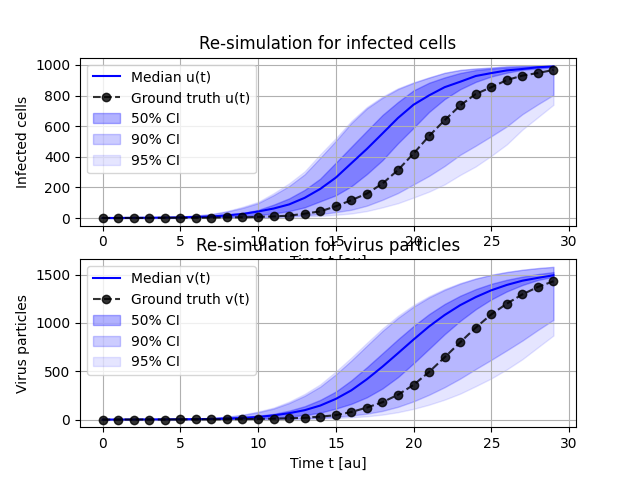 Re-simulation for infected cells
Infected cells
1000
800
600
400
200
0
Median u(t)
Ground truth u(t)
50% CI
90% CI
95% CI
0 5 10 15 20 25 30
Time t [au]
Re-simulation for virus particles
Virus particles
1500
1000
500
0
Median v(t)
Ground truth v(t)
50% CI
90% CI
95% CI
0 5 10 15 20 25 30
Time t [au]